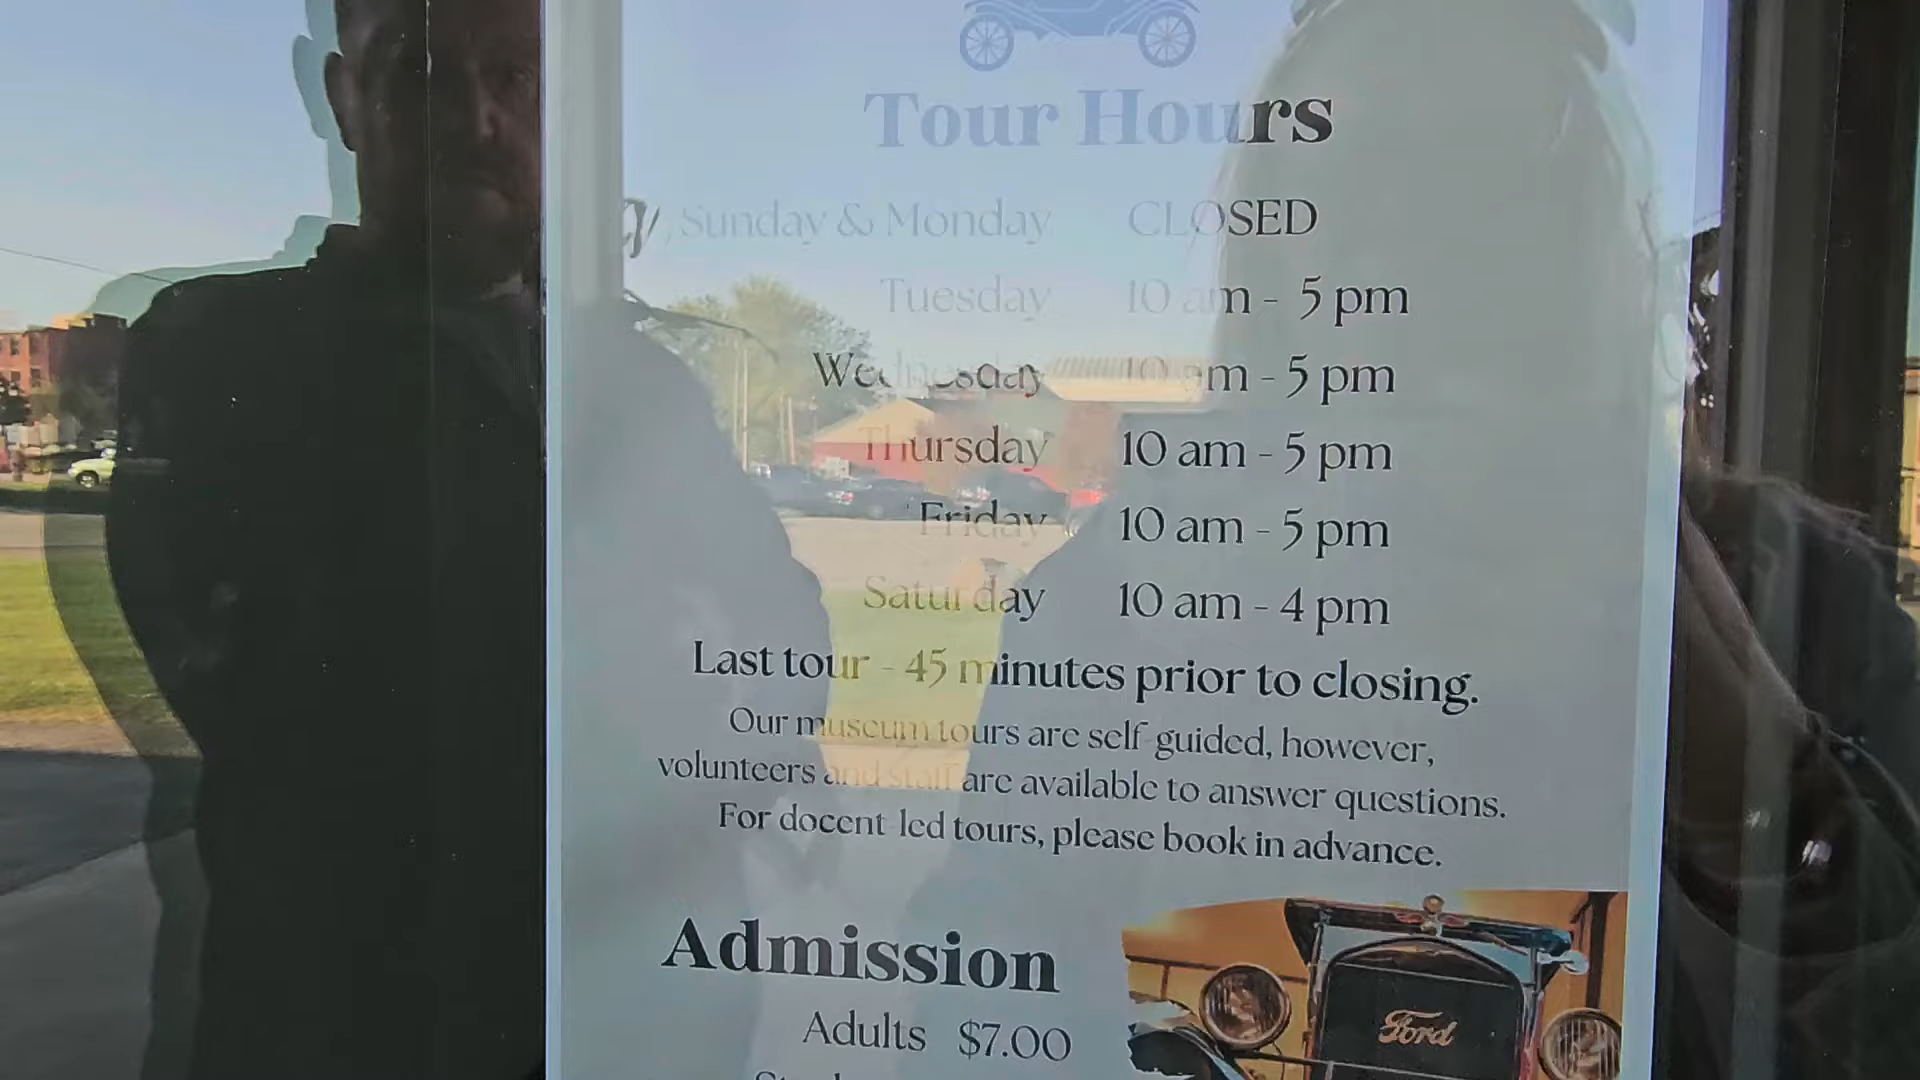 Tour Hours
Sunday & Monday CLOSED
Tuesday 10 am - 5 pm
Wednesday 10 am - 5 pm
Thursday 10 am - 5 pm
Friday 10 am - 5 pm
Saturday 10 am - 4 pm
Last tour - 45 minutes prior to closing.
Our museum tours are self-guided, however,
volunteers and staff are available to answer questions.
For docent-led tours, please book in advance.
Admission
Adults $7.00
Ford